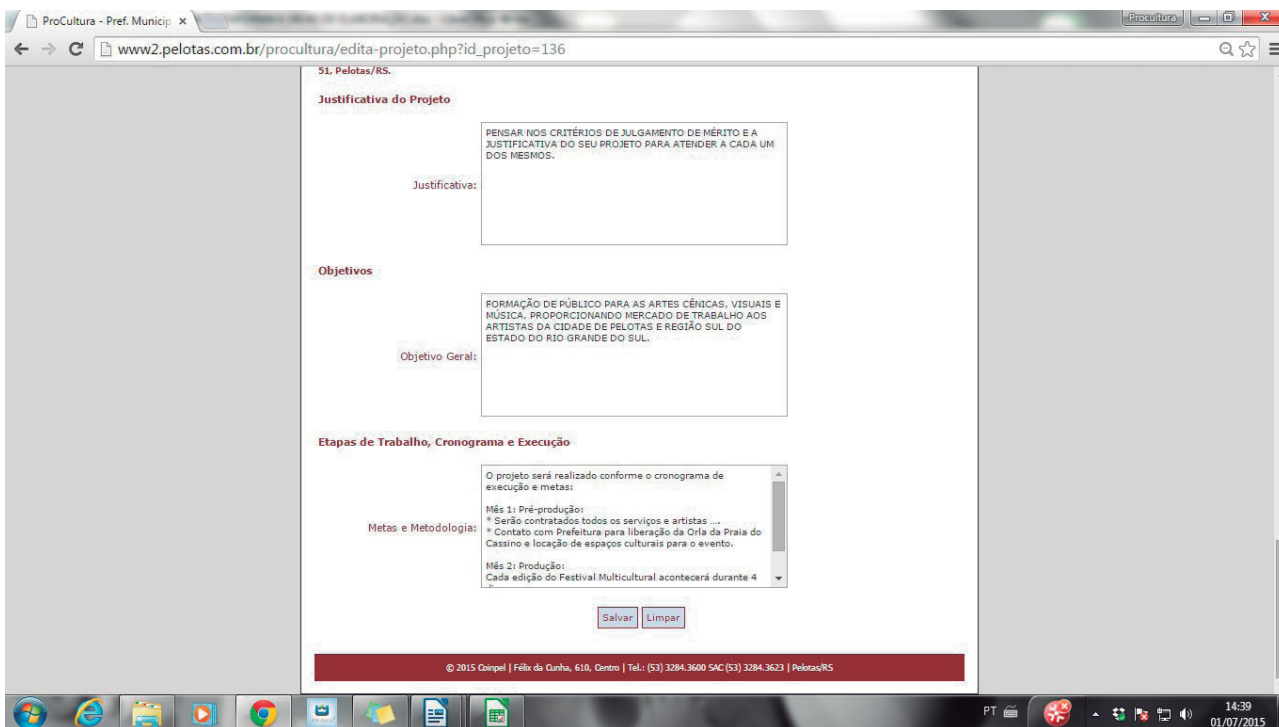 ProCultura - Pref. Municip
Procultura
www2.pelotas.com.br/procultura/edita-projeto.php?id_projeto=136
51, Pelotas/RS.
Justificativa do Projeto
PENSAR NOS CRITÉRIOS DE JULGAMENTO DE MÉRITO E A
JUSTIFICATIVA DO SEU PROJETO PARA ATENDER A CADA UM
DOS MESMOS.
Justificativa:
Objetivos
FORMAÇÃO DE PÚBLICO PARA AS ARTES CÊNICAS, VISUAIS E
MÚSICA, PROPORCIONANDO MERCADO DE TRABALHO AOS
ARTISTAS DA CIDADE DE PELOTAS E REGIÃO SUL DO
ESTADO DO RIO GRANDE DO SUL.
Objetivo Geral:
Etapas de Trabalho, Cronograma e Execução
O projeto será realizado conforme o cronograma de
execução e metas:
Mês 1: Pré-produção:
* Serão contratados todos os serviços e artistas ....
* Contato com Prefeitura para liberação da Orla da Praia do
Cassino e locação de espaços culturais para o evento.
Mês 2: Produção:
Cada edição do Festival Multicultural acontecerá durante 4
Metas e Metodologia:
Salvar Limpar
© 2015 Coinpel | Félix da Cunha, 610, Centro | Tel.: (53) 3284.3600 SAC (53) 3284.3623 | Pelotas/RS
PT
14:39
01/07/2015